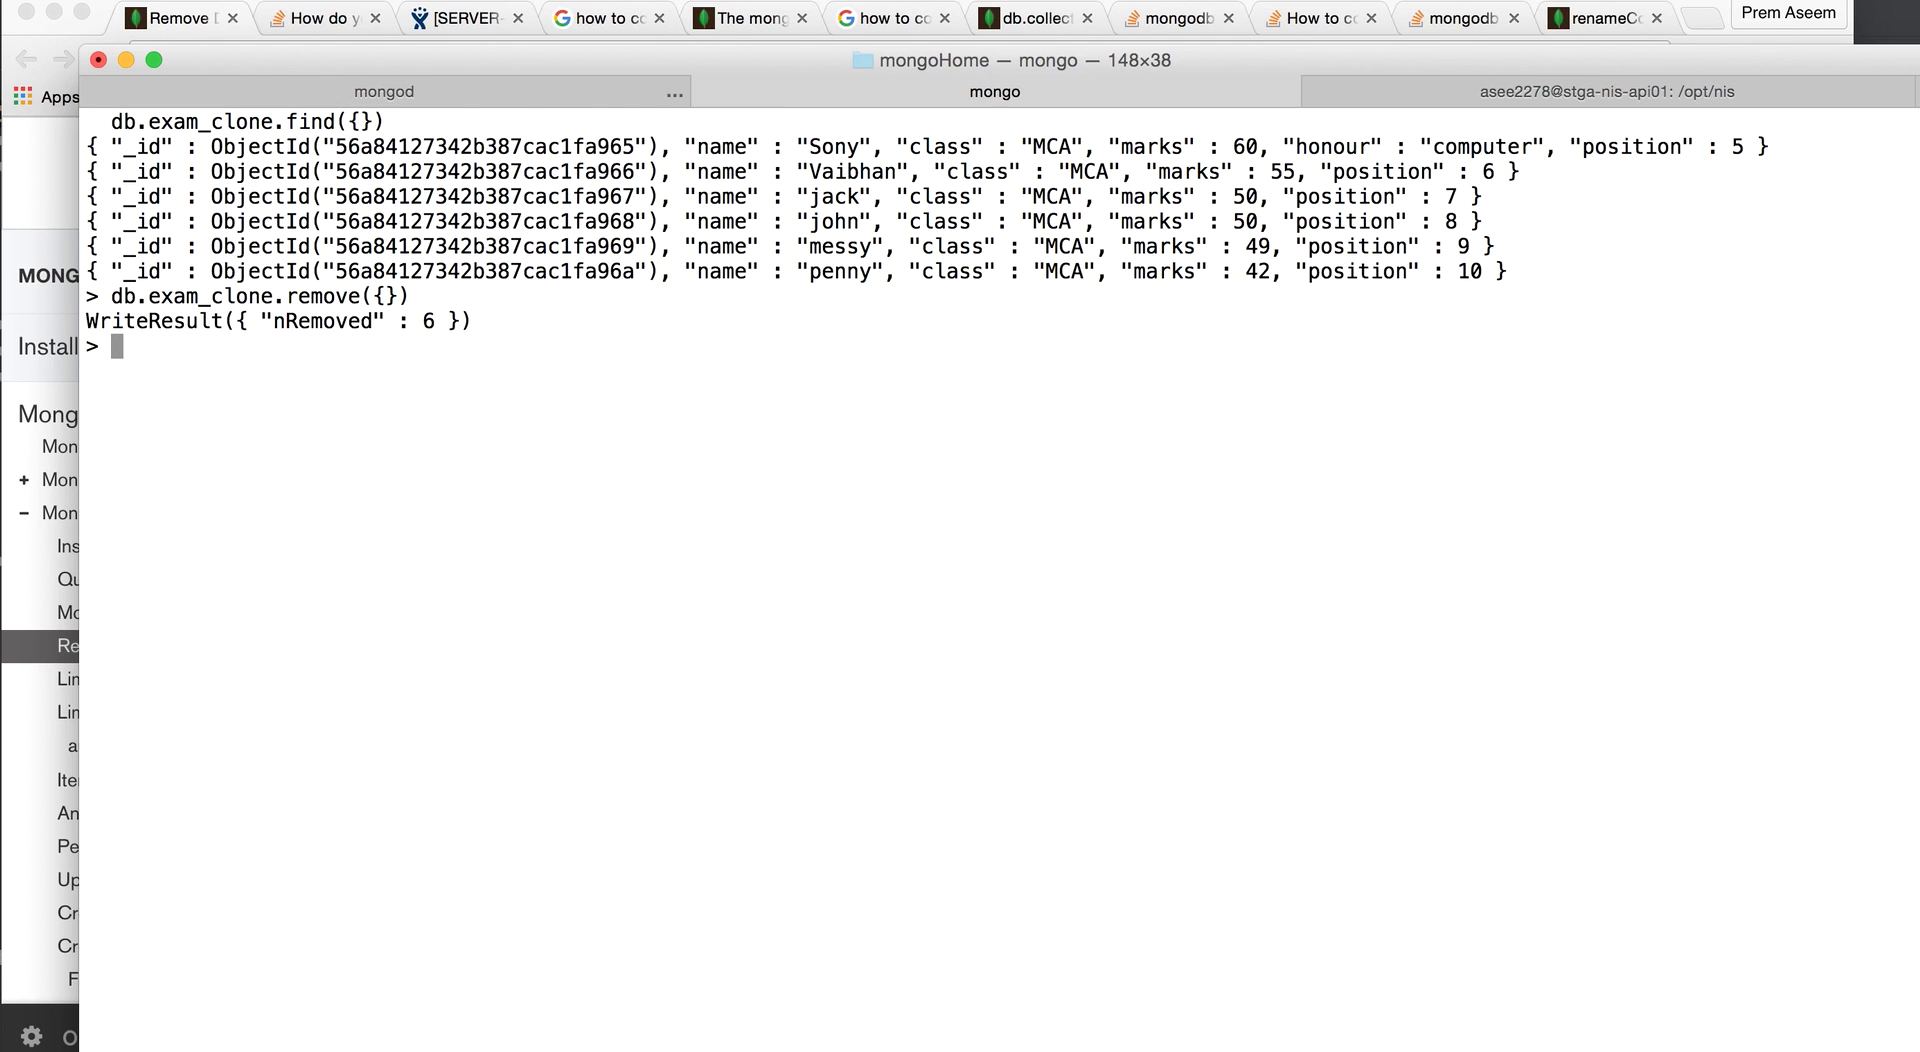 Remove D
How do y
[SERVER-
how to co
The mong
how to co
db.collect
mongodb
How to co
mongodb
renameCo
Prem Aseem
mongoHome — mongo — 148×38
Apps
mongod
...
mongo
asee2278@stga-nis-api01: /opt/nis
db.exam_clone.find({})
{ "_id" : ObjectId("56a84127342b387cac1fa965"), "name" : "Sony", "class" : "MCA", "marks" : 60, "honour" : "computer", "position" : 5 }
{ "_id" : ObjectId("56a84127342b387cac1fa966"), "name" : "Vaibhan", "class" : "MCA", "marks" : 55, "position" : 6 }
{ "_id" : ObjectId("56a84127342b387cac1fa967"), "name" : "jack", "class" : "MCA", "marks" : 50, "position" : 7 }
{ "_id" : ObjectId("56a84127342b387cac1fa968"), "name" : "john", "class" : "MCA", "marks" : 50, "position" : 8 }
{ "_id" : ObjectId("56a84127342b387cac1fa969"), "name" : "messy", "class" : "MCA", "marks" : 49, "position" : 9 }
{ "_id" : ObjectId("56a84127342b387cac1fa96a"), "name" : "penny", "class" : "MCA", "marks" : 42, "position" : 10 }
> db.exam_clone.remove({})
WriteResult({ "nRemoved" : 6 })
>
MONG
Install
Mong
Mon
+ Mon
− Mon
Ins
Qu
Mo
Re
Lim
Lim
a
Ite
An
Pe
Up
Cr
Cr
F